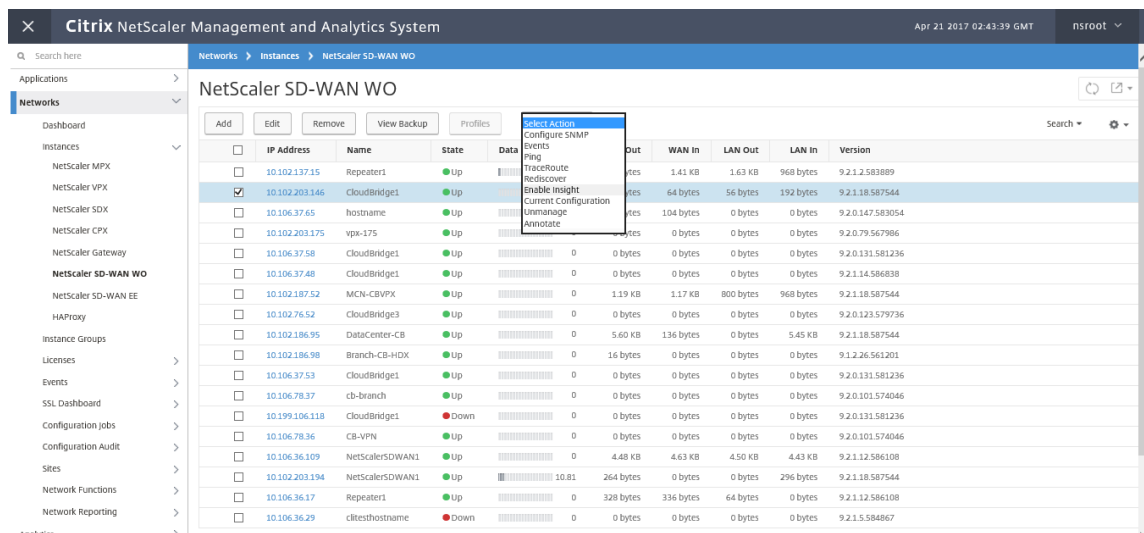 Citrix NetScaler Management and Analytics System Apr 21 2017 02:43:39 GMT nsroot
Search here
Networks > Instances > NetScaler SD-WAN WO
Applications
Networks
Dashboard
Instances
NetScaler MPX
NetScaler VPX
NetScaler SDX
NetScaler CPX
NetScaler Gateway
NetScaler SD-WAN WO
NetScaler SD-WAN EE
HAProxy
Instance Groups
Licenses
Events
SSL Dashboard
Configuration Jobs
Configuration Audit
Sites
Network Functions
Network Reporting
NetScaler SD-WAN WO
Add Edit Remove View Backup Profiles Search
Select Action
Configure SNMP
Events
Ping
TraceRoute
Rediscover
Enable Insight
Current Configuration
Unmanage
Annotate
IP Address Name State Data Out WAN In LAN Out LAN In Version
10.102.137.15 Repeater1 Up 1.41 KB 1.63 KB 968 bytes 9.2.1.2.583889
10.102.203.146 CloudBridge1 Up 64 bytes 56 bytes 192 bytes 9.2.1.18.587544
10.106.37.65 hostname Up 104 bytes 0 bytes 0 bytes 9.2.0.147.583054
10.102.203.175 vpx-175 Up 0 bytes 0 bytes 0 bytes 9.2.0.79.567986
10.106.37.58 CloudBridge1 Up 0 0 bytes 0 bytes 0 bytes 0 bytes 9.2.0.131.581236
10.106.37.48 CloudBridge1 Up 0 0 bytes 0 bytes 0 bytes 0 bytes 9.2.1.14.586838
10.102.187.52 MCN-CBVPX Up 0 1.19 KB 1.17 KB 800 bytes 968 bytes 9.2.1.18.587544
10.102.76.52 CloudBridge3 Up 0 0 bytes 0 bytes 0 bytes 0 bytes 9.2.0.123.579736
10.102.186.95 DataCenter-CB Up 0 5.60 KB 136 bytes 0 bytes 5.45 KB 9.2.1.18.587544
10.102.186.98 Branch-CB-HDX Up 0 16 bytes 0 bytes 0 bytes 0 bytes 9.1.2.26.561201
10.106.37.53 CloudBridge1 Up 0 0 bytes 0 bytes 0 bytes 0 bytes 9.2.0.131.581236
10.106.78.37 cb-branch Up 0 0 bytes 0 bytes 0 bytes 0 bytes 9.2.0.101.574046
10.199.106.118 CloudBridge1 Down 0 0 bytes 0 bytes 0 bytes 0 bytes 9.2.0.131.581236
10.106.78.36 CB-VPN Up 0 0 bytes 0 bytes 0 bytes 0 bytes 9.2.0.101.574046
10.106.36.109 NetScalerSDWAN1 Up 0 4.48 KB 4.63 KB 4.50 KB 4.43 KB 9.2.1.12.586108
10.102.203.194 NetScalerSDWAN1 Up 10.81 264 bytes 0 bytes 0 bytes 296 bytes 9.2.1.18.587544
10.106.36.17 Repeater1 Up 0 328 bytes 336 bytes 64 bytes 0 bytes 9.2.1.12.586108
10.106.36.29 clitesthostname Down 0 0 bytes 0 bytes 0 bytes 0 bytes 9.2.1.5.584867